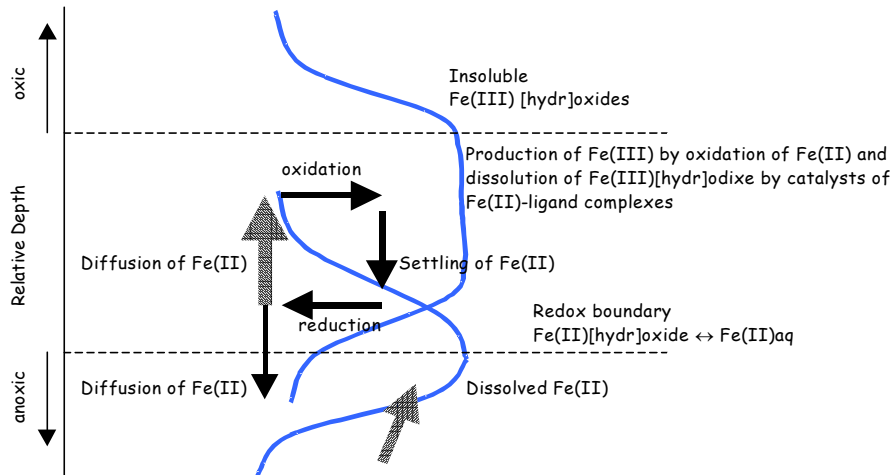 oxic
Insoluble
Fe(III) [hydr]oxides
Production of Fe(III) by oxidation of Fe(II) and
dissolution of Fe(III)[hydr]odixe by catalysts of
Fe(II)-ligand complexes
oxidation
Relative Depth
Diffusion of Fe(II)
Settling of Fe(II)
reduction
Redox boundary
Fe(II)[hydr]oxide ↔ Fe(II)aq
anoxic
Diffusion of Fe(II)
Dissolved Fe(II)